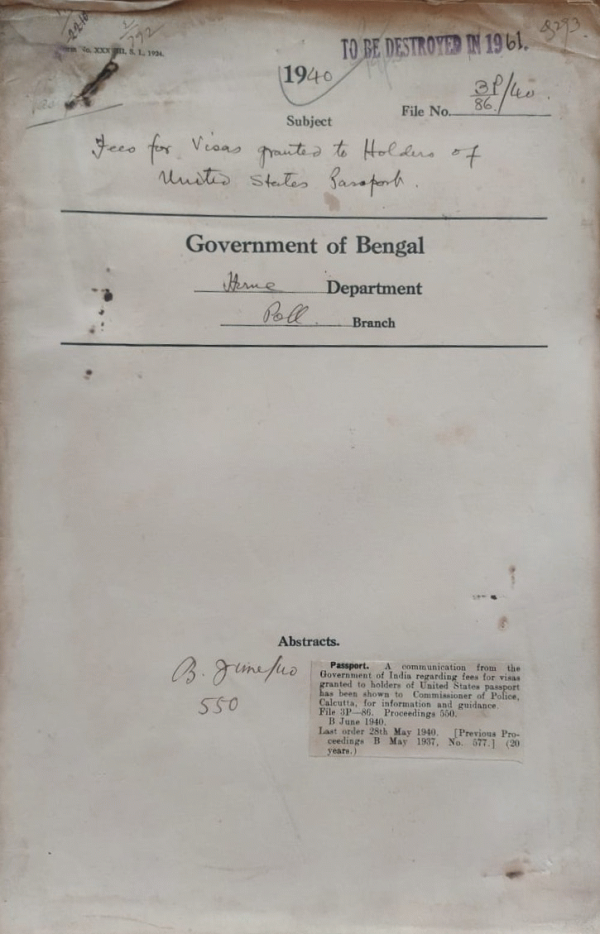 TO BE DESTROYED IN 1961.
1940
File No. 3P/86/40.
Subject
Fees for Visas granted to Holders of
United States Passport.
Government of Bengal
Home Department
Poll. Branch
Abstracts.
B. June/40
550
Passport. A communication from the
Government of India regarding fees for visas
granted to holders of United States passport
has been shown to Commissioner of Police,
Calcutta, for information and guidance.
File 3P—86. Proceedings 550.
B June 1940.
Last order 28th May 1940. [Previous Pro-
ceedings B May 1937, No. 577.] (20
years.)